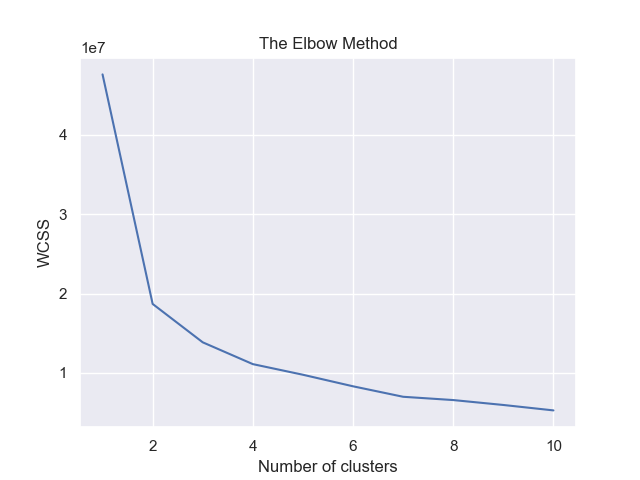 The Elbow Method
1e7
4
3
2
1
WCSS
2 4 6 8 10
Number of clusters